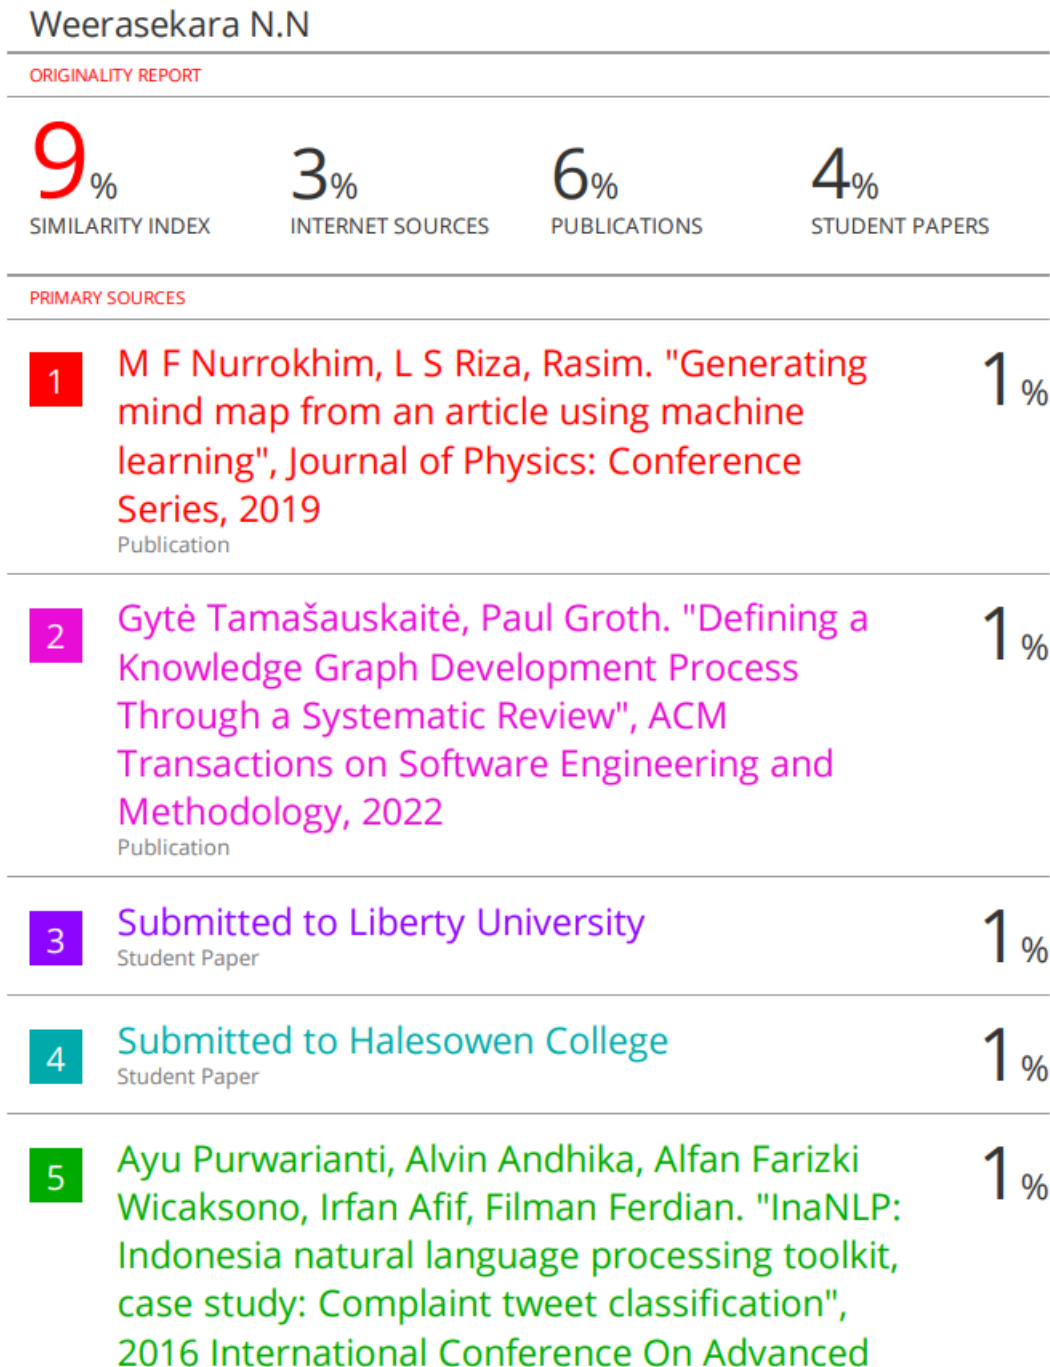 Weerasekara N.N
ORIGINALITY REPORT
9%
SIMILARITY INDEX
3%
INTERNET SOURCES
6%
PUBLICATIONS
4%
STUDENT PAPERS
PRIMARY SOURCES
1
M F Nurrokhim, L S Riza, Rasim. "Generating
mind map from an article using machine
learning", Journal of Physics: Conference
Series, 2019
Publication
1%
2
Gytė Tamašauskaitė, Paul Groth. "Defining a
Knowledge Graph Development Process
Through a Systematic Review", ACM
Transactions on Software Engineering and
Methodology, 2022
Publication
1%
3
Submitted to Liberty University
Student Paper
1%
4
Submitted to Halesowen College
Student Paper
1%
5
Ayu Purwarianti, Alvin Andhika, Alfan Farizki
Wicaksono, Irfan Afif, Filman Ferdian. "InaNLP:
Indonesia natural language processing toolkit,
case study: Complaint tweet classification",
2016 International Conference On Advanced
1%